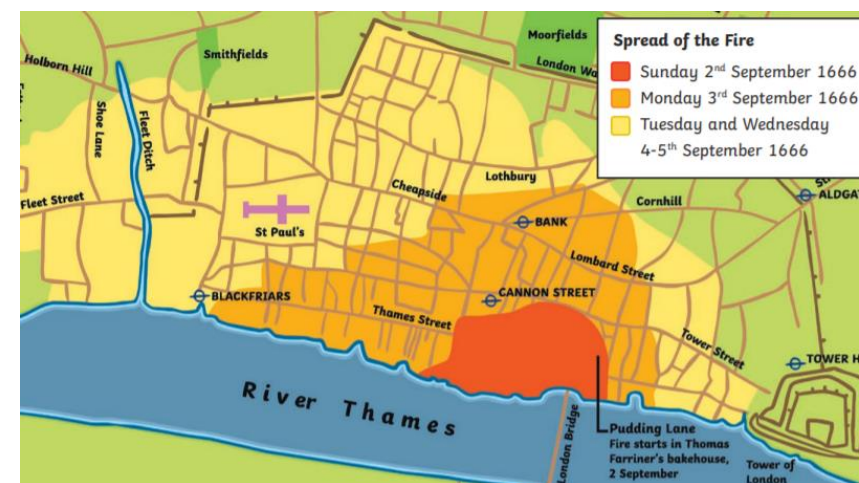 Spread of the Fire
Sunday 2nd September 1666
Monday 3rd September 1666
Tuesday and Wednesday
4-5th September 1666
Moorfields
Smithfields
Holborn Hill
London Wa
Shoe Lane
Fleet Ditch
Fleet Street
Cheapside
Lothbury
Cornhill
ALDGA
St Paul's
BANK
Lombard Street
BLACKFRIARS
CANNON STREET
Thames Street
Tower Street
TOWER H
River Thames
London Bridge
Pudding Lane
Fire starts in Thomas
Farriner's bakehouse,
2 September
Tower of
London